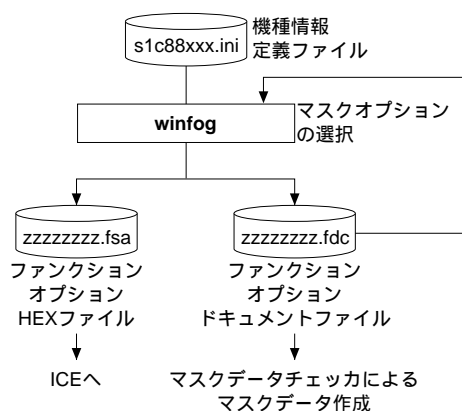 機種情報
定義ファイル
s1c88xxx.ini
winfog
マスクオプション
の選択
zzzzzzzz.fsa
zzzzzzzz.fdc
ファンクション
オプション
HEXファイル
ファンクション
オプション
ドキュメントファイル
ICEへ
マスクデータチェッカによる
マスクデータ作成